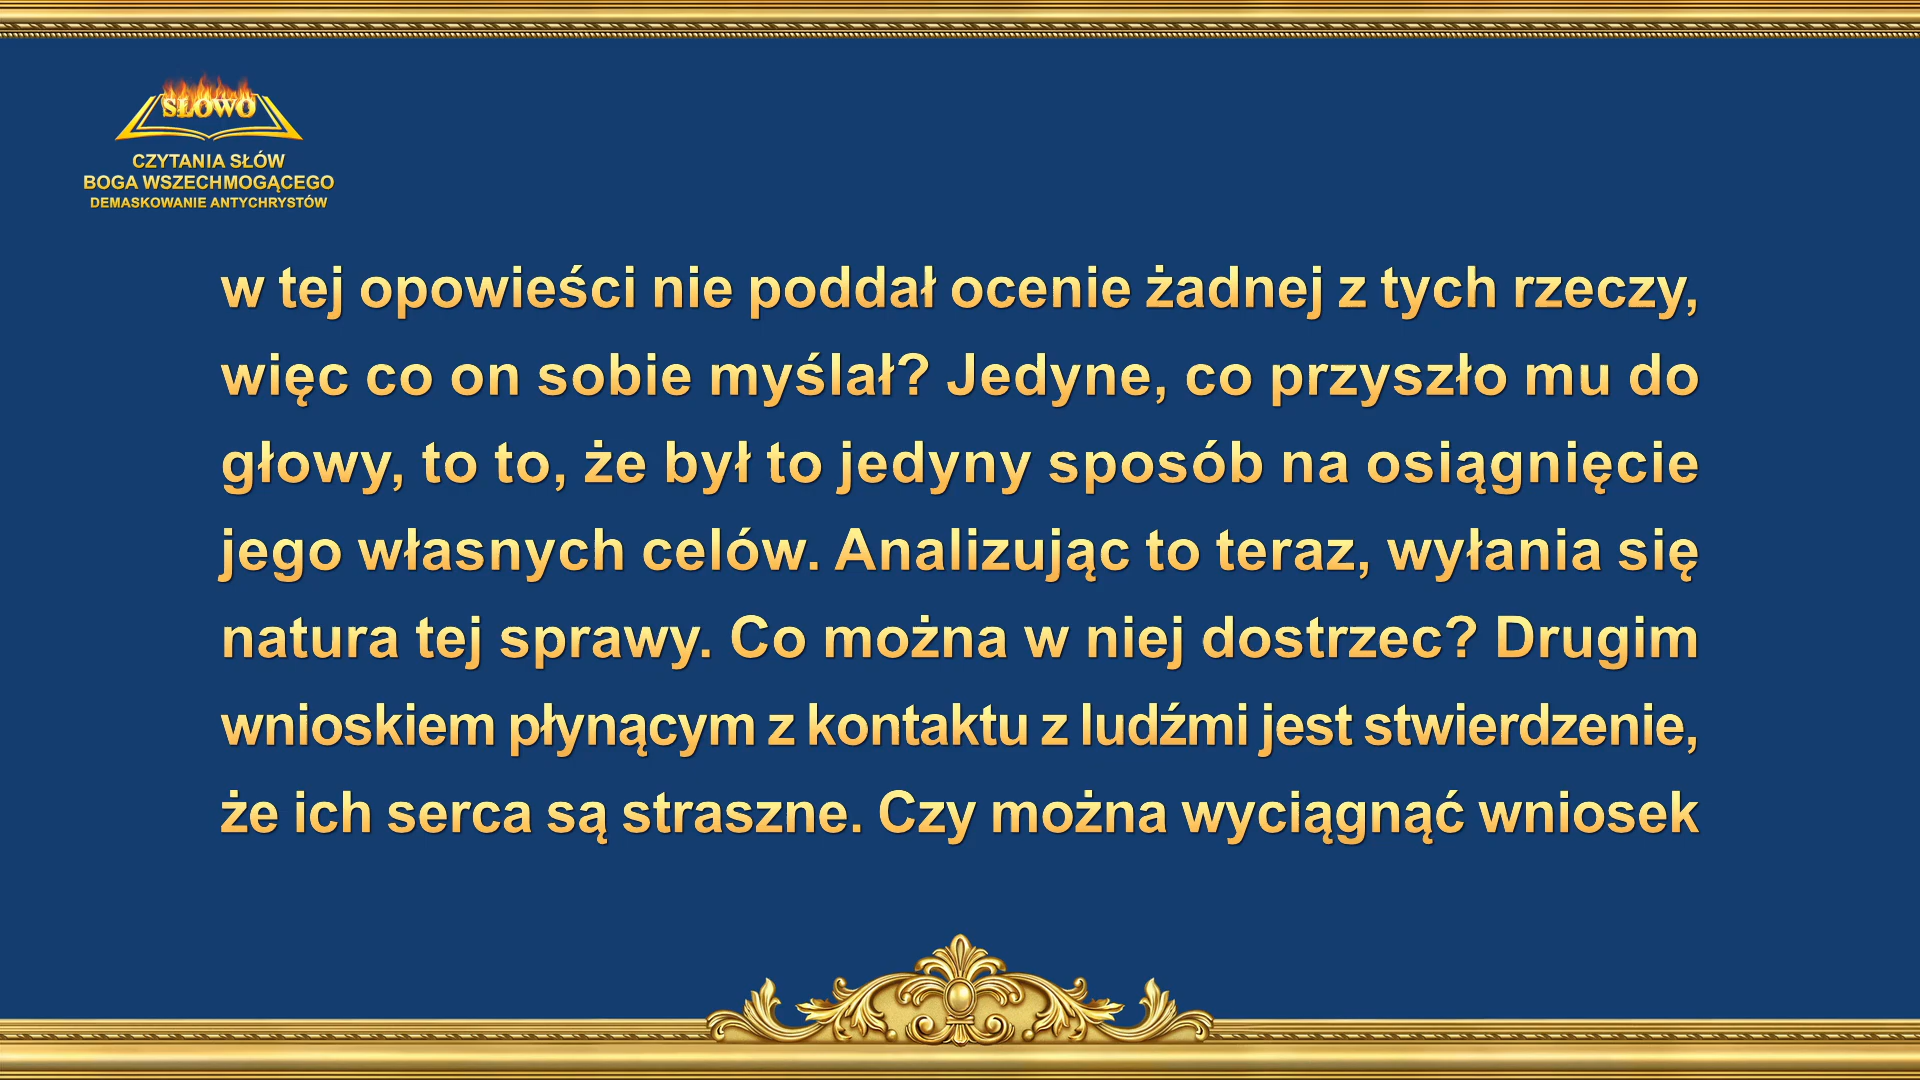 SŁOWO
CZYTANIA SŁÓW
BOGA WSZECHMOGĄCEGO
DEMASKOWANIE ANTYCHRYSTÓW
w tej opowieści nie poddał ocenie żadnej z tych rzeczy,
więc co on sobie myślał? Jedyne, co przyszło mu do
głowy, to to, że był to jedyny sposób na osiągnięcie
jego własnych celów. Analizując to teraz, wyłania się
natura tej sprawy. Co można w niej dostrzec? Drugim
wnioskiem płynącym z kontaktu z ludźmi jest stwierdzenie,
że ich serca są straszne. Czy można wyciągnąć wniosek